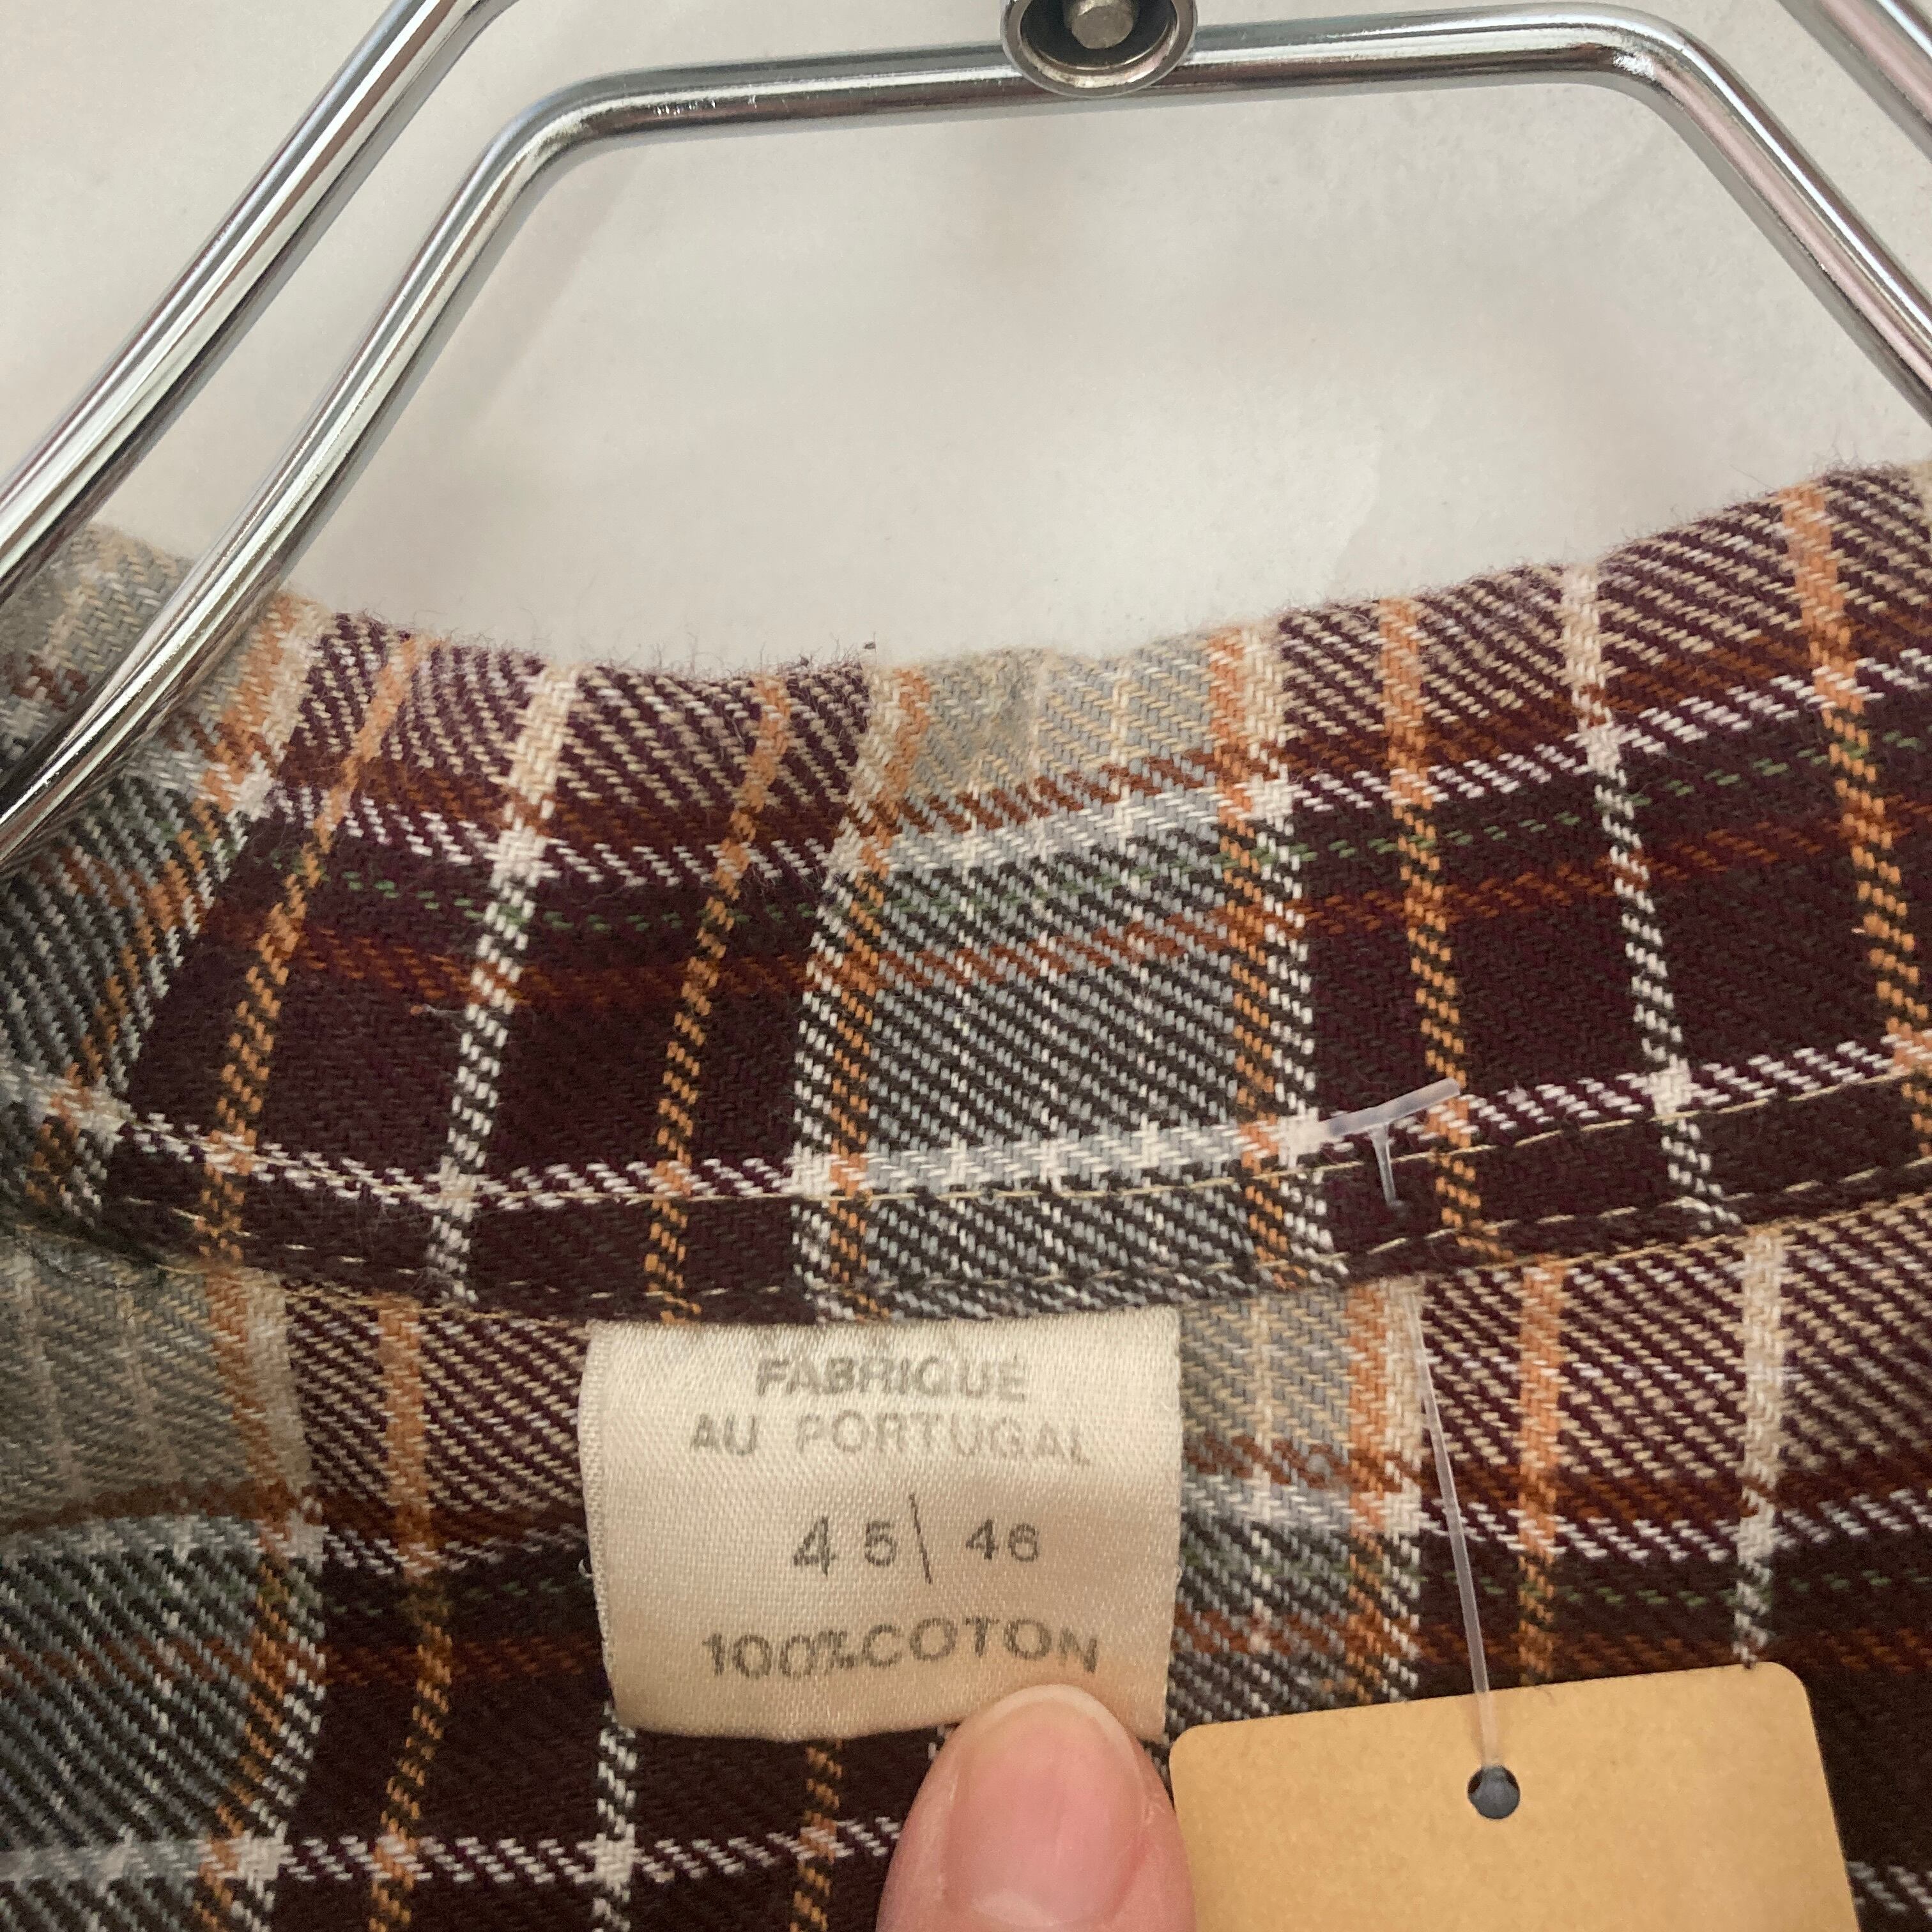 FABRIQUÉ
AU PORTUGAL
45| 46
100%COTON